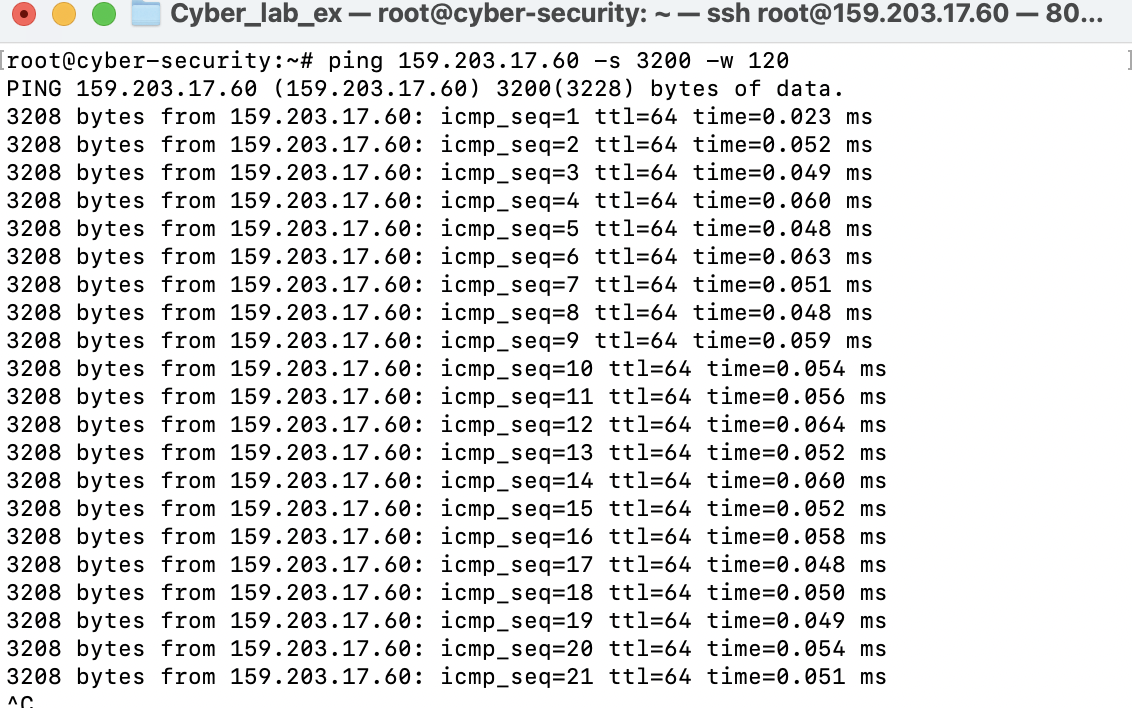 Cyber_lab_ex — root@cyber-security: ~ — ssh root@159.203.17.60 — 80...
[root@cyber-security:~# ping 159.203.17.60 -s 3200 -w 120 ]
PING 159.203.17.60 (159.203.17.60) 3200(3228) bytes of data.
3208 bytes from 159.203.17.60: icmp_seq=1 ttl=64 time=0.023 ms
3208 bytes from 159.203.17.60: icmp_seq=2 ttl=64 time=0.052 ms
3208 bytes from 159.203.17.60: icmp_seq=3 ttl=64 time=0.049 ms
3208 bytes from 159.203.17.60: icmp_seq=4 ttl=64 time=0.060 ms
3208 bytes from 159.203.17.60: icmp_seq=5 ttl=64 time=0.048 ms
3208 bytes from 159.203.17.60: icmp_seq=6 ttl=64 time=0.063 ms
3208 bytes from 159.203.17.60: icmp_seq=7 ttl=64 time=0.051 ms
3208 bytes from 159.203.17.60: icmp_seq=8 ttl=64 time=0.048 ms
3208 bytes from 159.203.17.60: icmp_seq=9 ttl=64 time=0.059 ms
3208 bytes from 159.203.17.60: icmp_seq=10 ttl=64 time=0.054 ms
3208 bytes from 159.203.17.60: icmp_seq=11 ttl=64 time=0.056 ms
3208 bytes from 159.203.17.60: icmp_seq=12 ttl=64 time=0.064 ms
3208 bytes from 159.203.17.60: icmp_seq=13 ttl=64 time=0.052 ms
3208 bytes from 159.203.17.60: icmp_seq=14 ttl=64 time=0.060 ms
3208 bytes from 159.203.17.60: icmp_seq=15 ttl=64 time=0.052 ms
3208 bytes from 159.203.17.60: icmp_seq=16 ttl=64 time=0.058 ms
3208 bytes from 159.203.17.60: icmp_seq=17 ttl=64 time=0.048 ms
3208 bytes from 159.203.17.60: icmp_seq=18 ttl=64 time=0.050 ms
3208 bytes from 159.203.17.60: icmp_seq=19 ttl=64 time=0.049 ms
3208 bytes from 159.203.17.60: icmp_seq=20 ttl=64 time=0.054 ms
3208 bytes from 159.203.17.60: icmp_seq=21 ttl=64 time=0.051 ms
^C